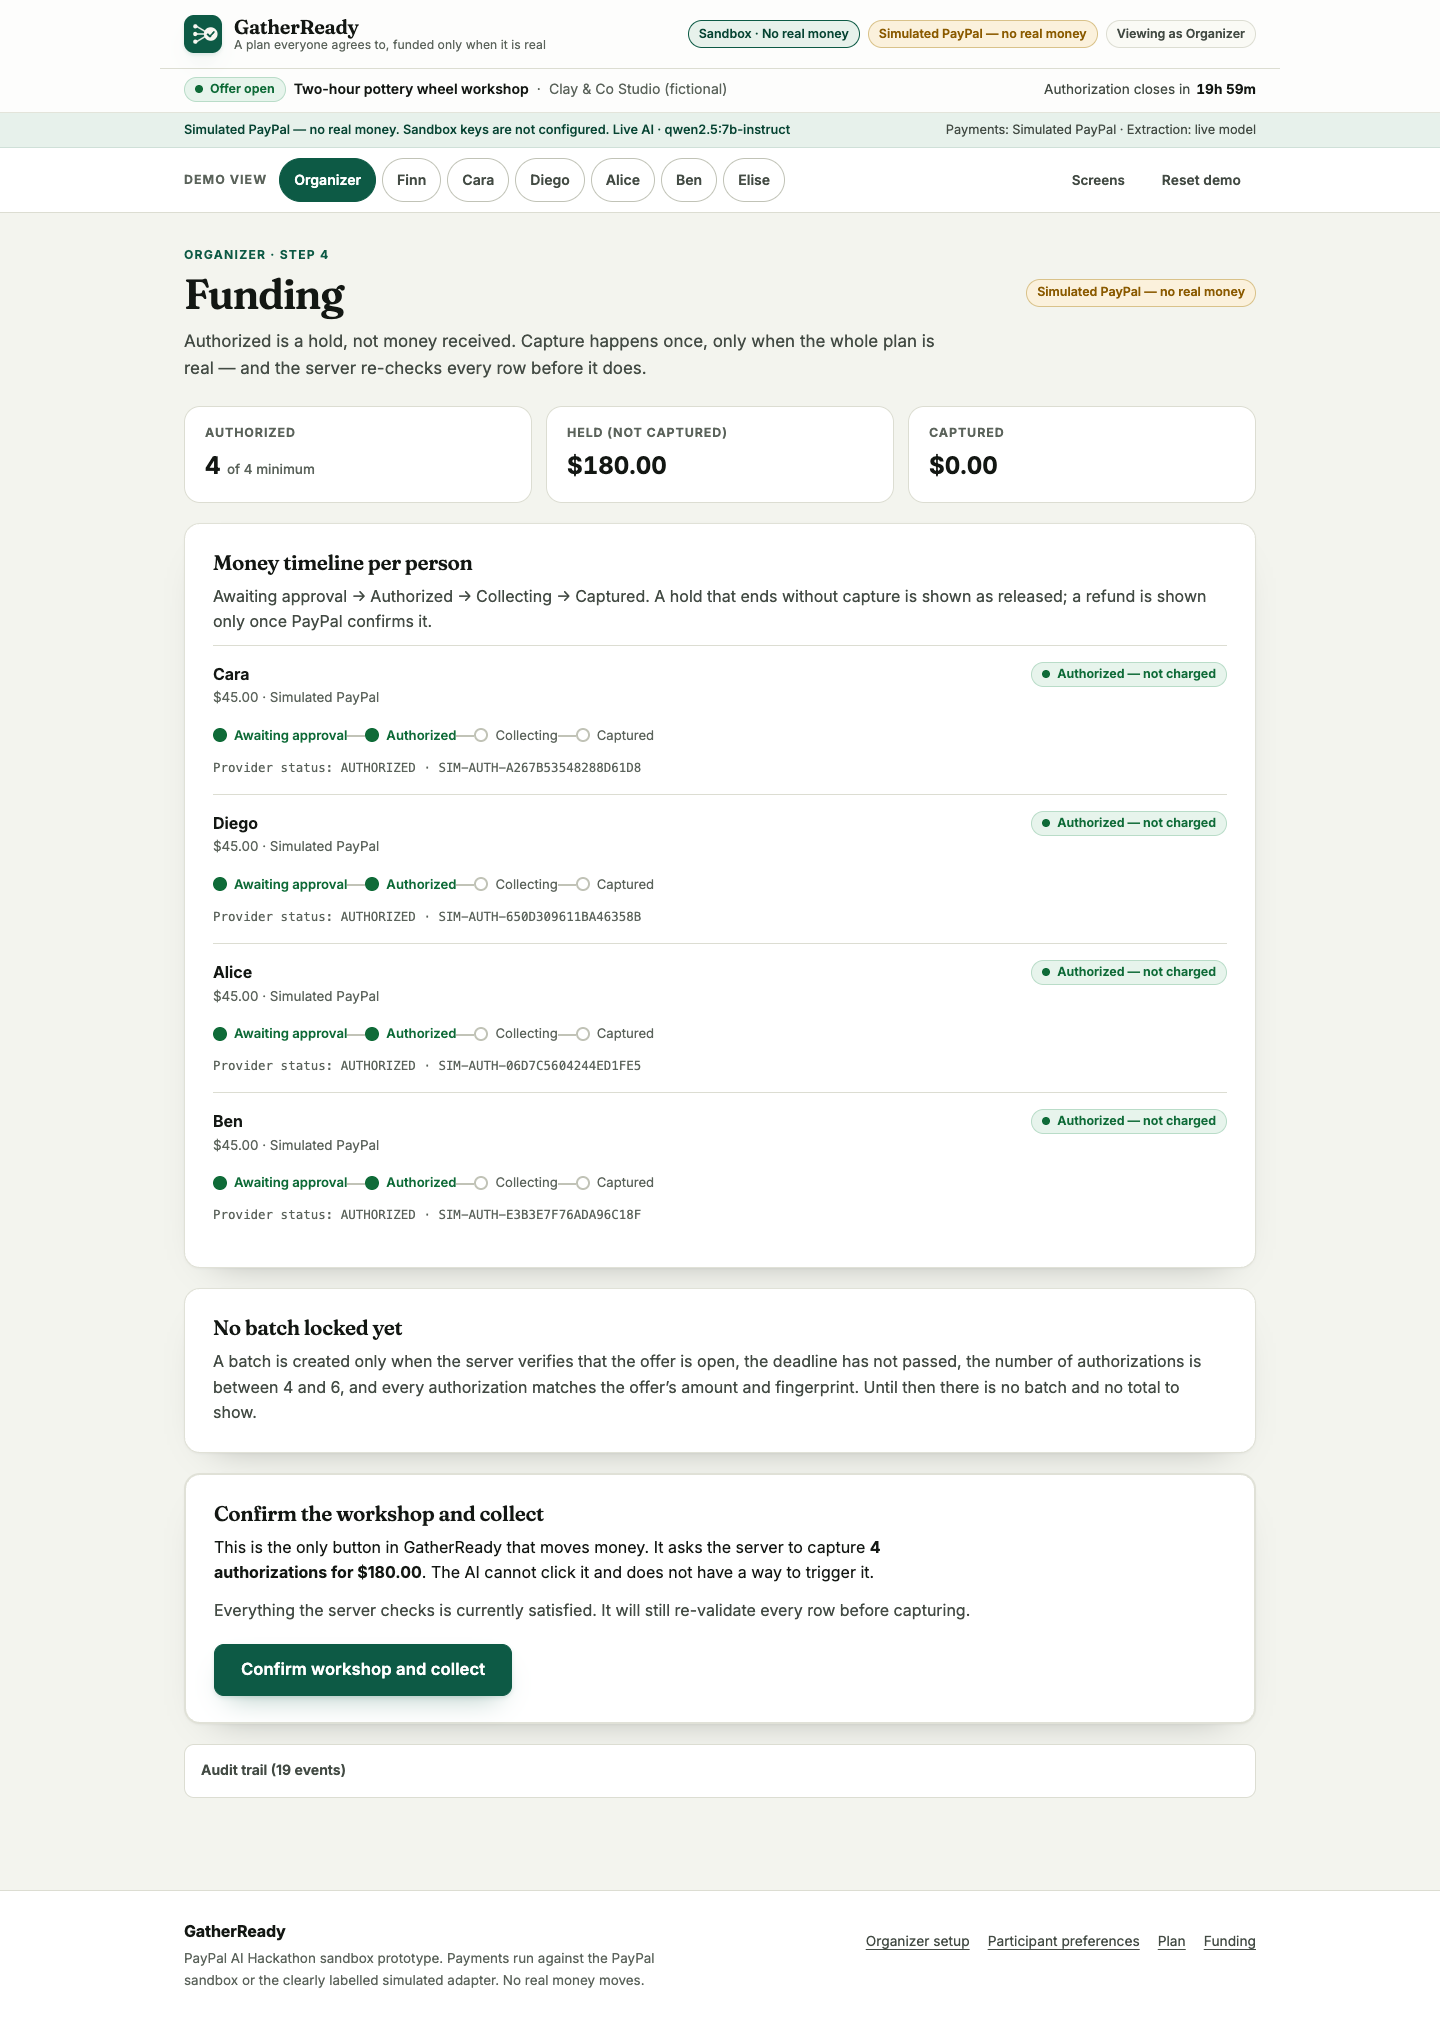 GatherReady
A plan everyone agrees to, funded only when it is real
Sandbox · No real money
Simulated PayPal — no real money
Viewing as Organizer
Offer open
Two-hour pottery wheel workshop · Clay & Co Studio (fictional)
Authorization closes in 19h 59m
Simulated PayPal — no real money. Sandbox keys are not configured. Live AI · qwen2.5:7b-instruct
Payments: Simulated PayPal · Extraction: live model
DEMO VIEW
Organizer
Finn
Cara
Diego
Alice
Ben
Elise
Screens
Reset demo
ORGANIZER · STEP 4
Funding
Simulated PayPal — no real money
Authorized is a hold, not money received. Capture happens once, only when the whole plan is
real — and the server re-checks every row before it does.
AUTHORIZED
4 of 4 minimum
HELD (NOT CAPTURED)
$180.00
CAPTURED
$0.00
Money timeline per person
Awaiting approval → Authorized → Collecting → Captured. A hold that ends without capture is shown as released; a refund is shown
only once PayPal confirms it.
Cara
Authorized — not charged
$45.00 · Simulated PayPal
Awaiting approval Authorized Collecting Captured
Provider status: AUTHORIZED · SIM-AUTH-A267B53548288D61D8
Diego
Authorized — not charged
$45.00 · Simulated PayPal
Awaiting approval Authorized Collecting Captured
Provider status: AUTHORIZED · SIM-AUTH-650D309611BA46358B
Alice
Authorized — not charged
$45.00 · Simulated PayPal
Awaiting approval Authorized Collecting Captured
Provider status: AUTHORIZED · SIM-AUTH-06D7C5604244ED1FE5
Ben
Authorized — not charged
$45.00 · Simulated PayPal
Awaiting approval Authorized Collecting Captured
Provider status: AUTHORIZED · SIM-AUTH-E3B3E7F76ADA96C18F
No batch locked yet
A batch is created only when the server verifies that the offer is open, the deadline has not passed, the number of authorizations is
between 4 and 6, and every authorization matches the offer’s amount and fingerprint. Until then there is no batch and no total to
show.
Confirm the workshop and collect
This is the only button in GatherReady that moves money. It asks the server to capture 4
authorizations for $180.00. The AI cannot click it and does not have a way to trigger it.
Everything the server checks is currently satisfied. It will still re-validate every row before capturing.
Confirm workshop and collect
Audit trail (19 events)
GatherReady
PayPal AI Hackathon sandbox prototype. Payments run against the PayPal
sandbox or the clearly labelled simulated adapter. No real money moves.
Organizer setup
Participant preferences
Plan
Funding